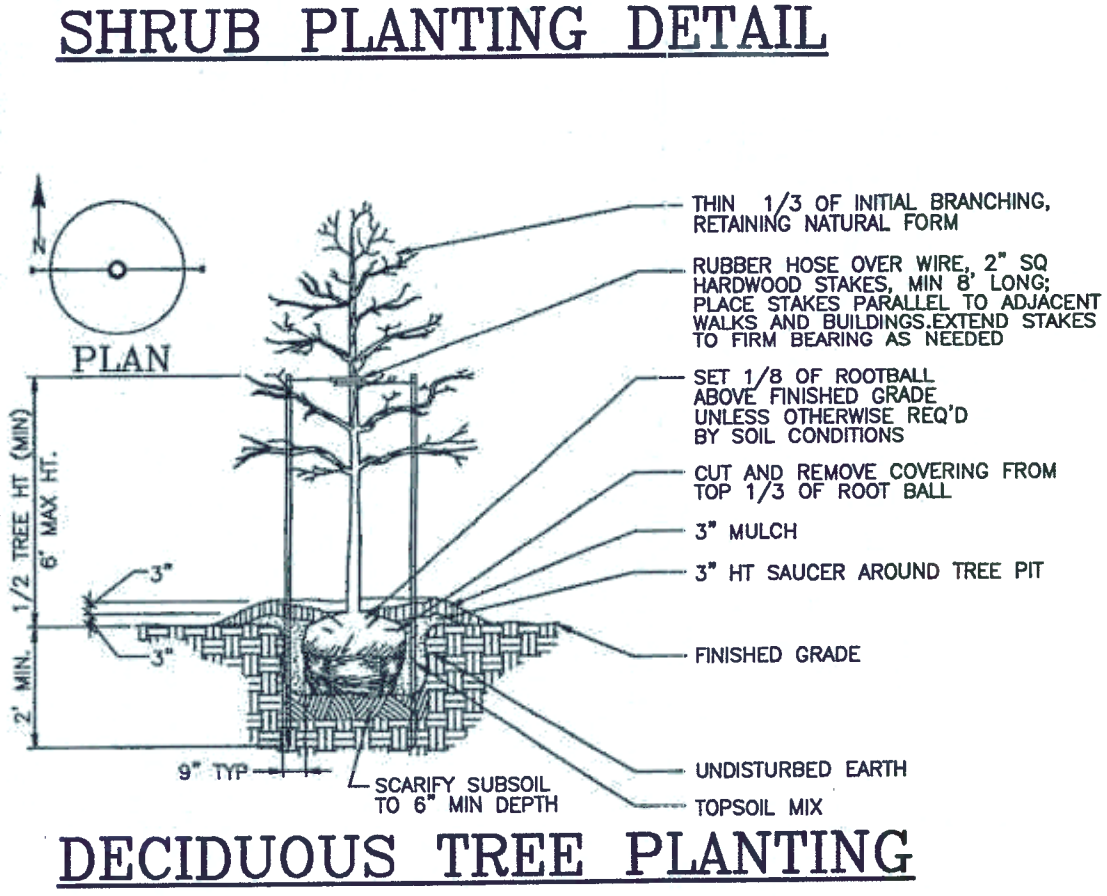 SHRUB PLANTING DETAIL
THIN 1/3 OF INITIAL BRANCHING,
RETAINING NATURAL FORM
N
RUBBER HOSE OVER WIRE, 2" SQ
HARDWOOD STAKES, MIN 8' LONG;
PLACE STAKES PARALLEL TO ADJACENT
WALKS AND BUILDINGS.EXTEND STAKES
TO FIRM BEARING AS NEEDED
PLAN
SET 1/8 OF ROOTBALL
ABOVE FINISHED GRADE
UNLESS OTHERWISE REQ'D
BY SOIL CONDITIONS
1/2 TREE HT (MIN)
6' MAX HT.
CUT AND REMOVE COVERING FROM
TOP 1/3 OF ROOT BALL
3" MULCH
3"
3" HT SAUCER AROUND TREE PIT
3"
FINISHED GRADE
2' MIN.
9" TYP
UNDISTURBED EARTH
SCARIFY SUBSOIL
TO 6" MIN DEPTH
TOPSOIL MIX
DECIDUOUS TREE PLANTING